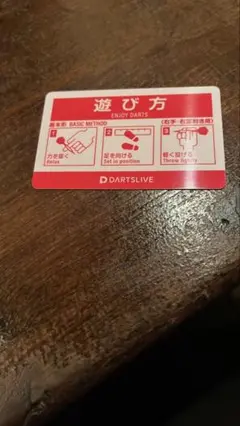 遊び方
ENJOY DARTS
基本形 BASIC METHOD
1
力を抜く
Relax
2
足を向ける
Set in position
3
軽く投げる
Throw lightly
DARTSLIVE